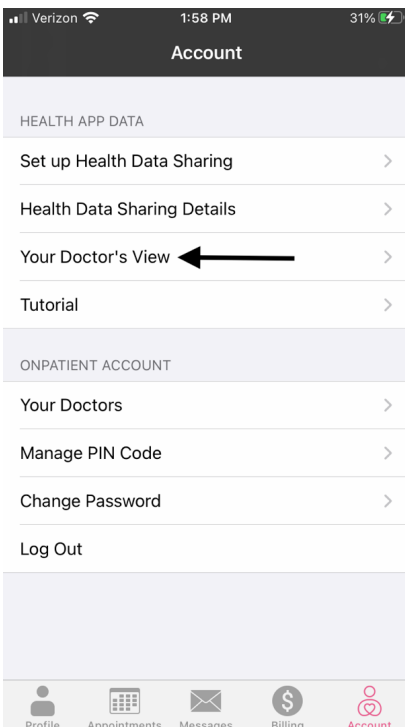 Verizon 1:58 PM 31%
Account
HEALTH APP DATA
Set up Health Data Sharing
Health Data Sharing Details
Your Doctor's View
Tutorial
ONPATIENT ACCOUNT
Your Doctors
Manage PIN Code
Change Password
Log Out
Profile Appointments Messages Billing Account